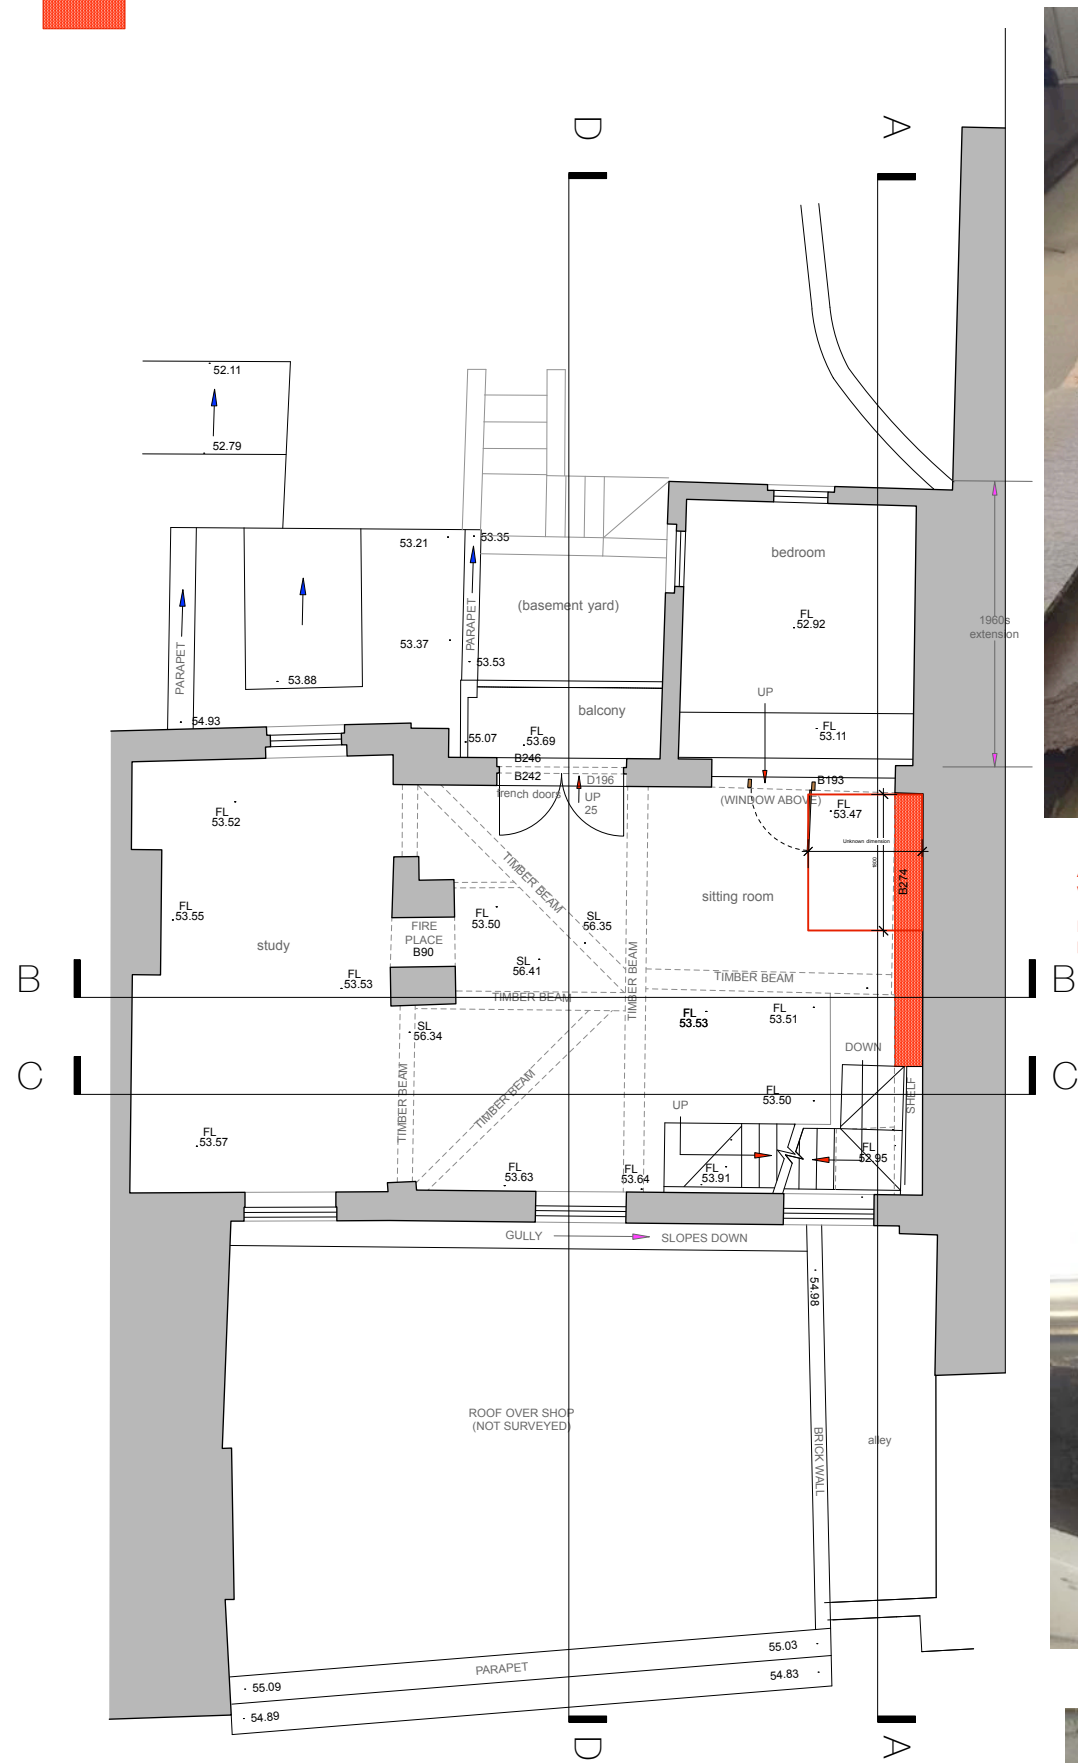 D
A
52.11
52.79
53.21
53.35
bedroom
(basement yard)
FL
52.92
1960s
extension
PARAPET
PARAPET
53.37
53.53
53.88
UP
54.93
balcony
FL
53.69
55.07
FL
53.11
B246
B242
D196
french doors
UP
25
B193
(WINDOW ABOVE)
FL
53.47
FL
53.52
Unknown dimension
B274
TIMBER BEAM
sitting room
FL
53.55
FL
53.50
SL
56.35
FIRE
PLACE
B90
study
SL
56.41
FL
53.53
B
B
TIMBER BEAM
TIMBER BEAM
TIMBER BEAM
FL
53.53
FL
53.51
SL
56.34
DOWN
C
C
TIMBER BEAM
TIMBER BEAM
FL
53.50
SHELF
UP
FL
53.57
FL
52.95
FL
53.63
FL
53.64
FL
53.91
GULLY
SLOPES DOWN
54.98
ROOF OVER SHOP
(NOT SURVEYED)
BRICK WALL
alley
55.03
PARAPET
54.83
55.09
54.89
D
A